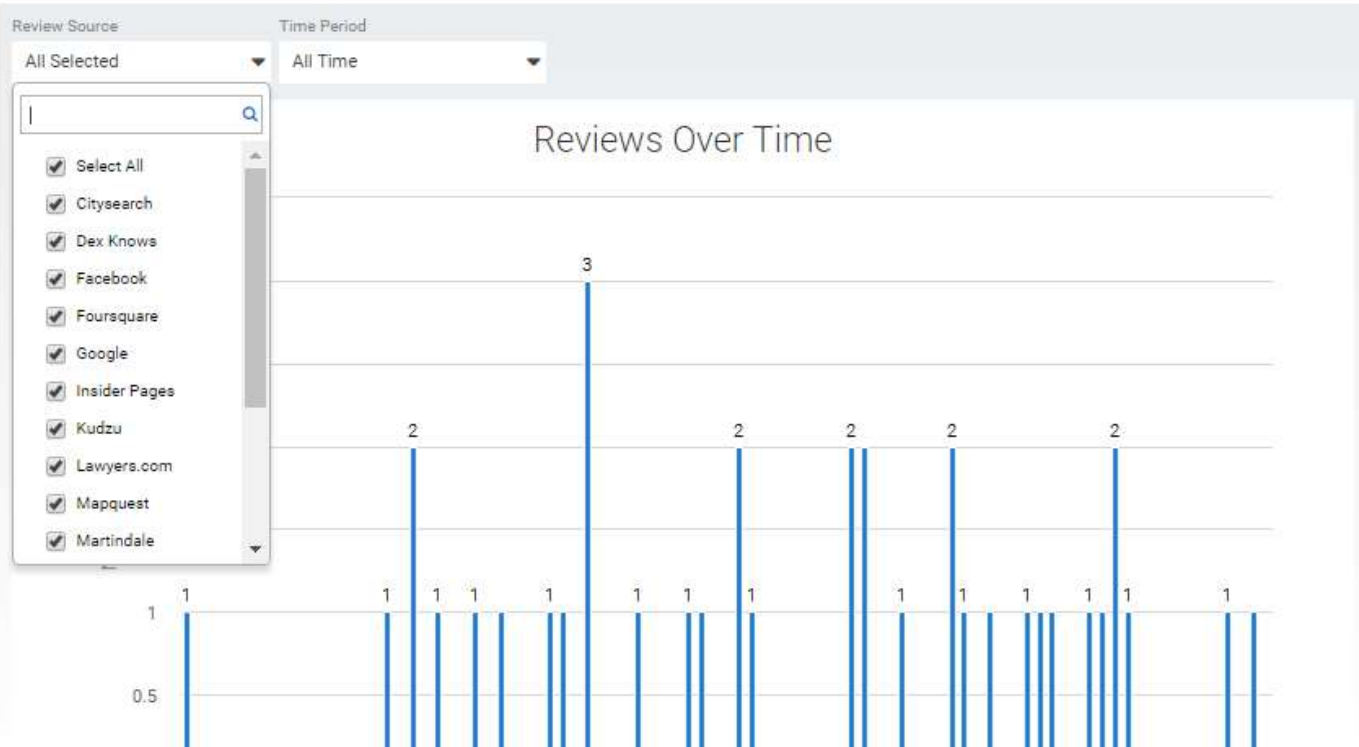 Review Source
Time Period
All Selected
All Time
Reviews Over Time
Select All
Citysearch
Dex Knows
Facebook
Foursquare
Google
Insider Pages
Kudzu
Lawyers.com
Mapquest
Martindale
3
2 2 2 2 2
1 1 1 1 1 1 1 1 1 1 1 1 1 1
1
0.5